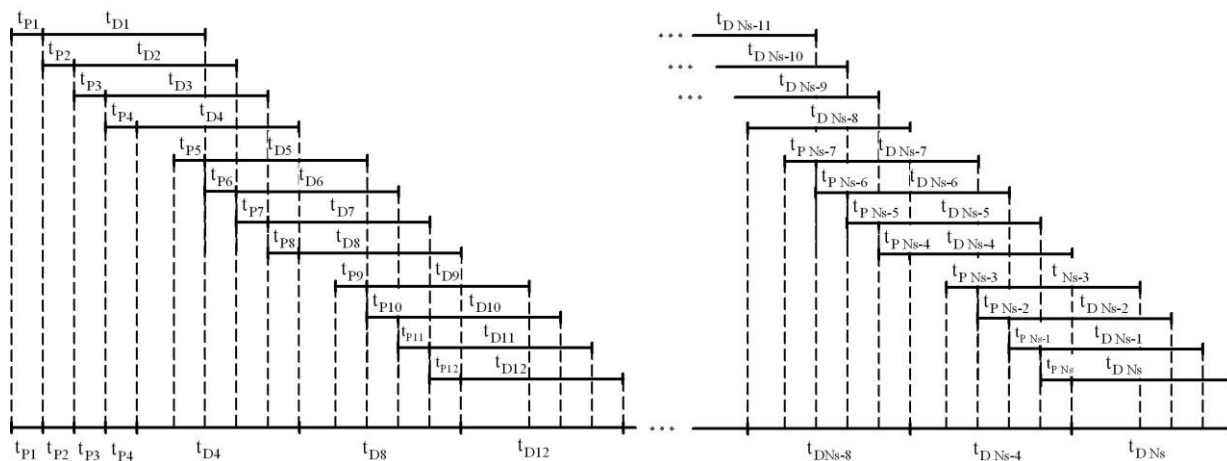 tP1 tD1 ... tD Ns-11
tP2 tD2 ... tD Ns-10
tP3 tD3 ... tD Ns-9
tP4 tD4 tD Ns-8
tP5 tD5 tP Ns-7 tD Ns-7
tP6 tD6 tP Ns-6 tD Ns-6
tP7 tD7 tP Ns-5 tD Ns-5
tP8 tD8 tP Ns-4 tD Ns-4
tP9 tD9 tP Ns-3 t Ns-3
tP10 tD10 tP Ns-2 tD Ns-2
tP11 tD11 tP Ns-1 tD Ns-1
tP12 tD12 tP Ns tD Ns
...
tP1 tP2 tP3 tP4 tD4 tD8 tD12 tDNs-8 tD Ns-4 tD Ns